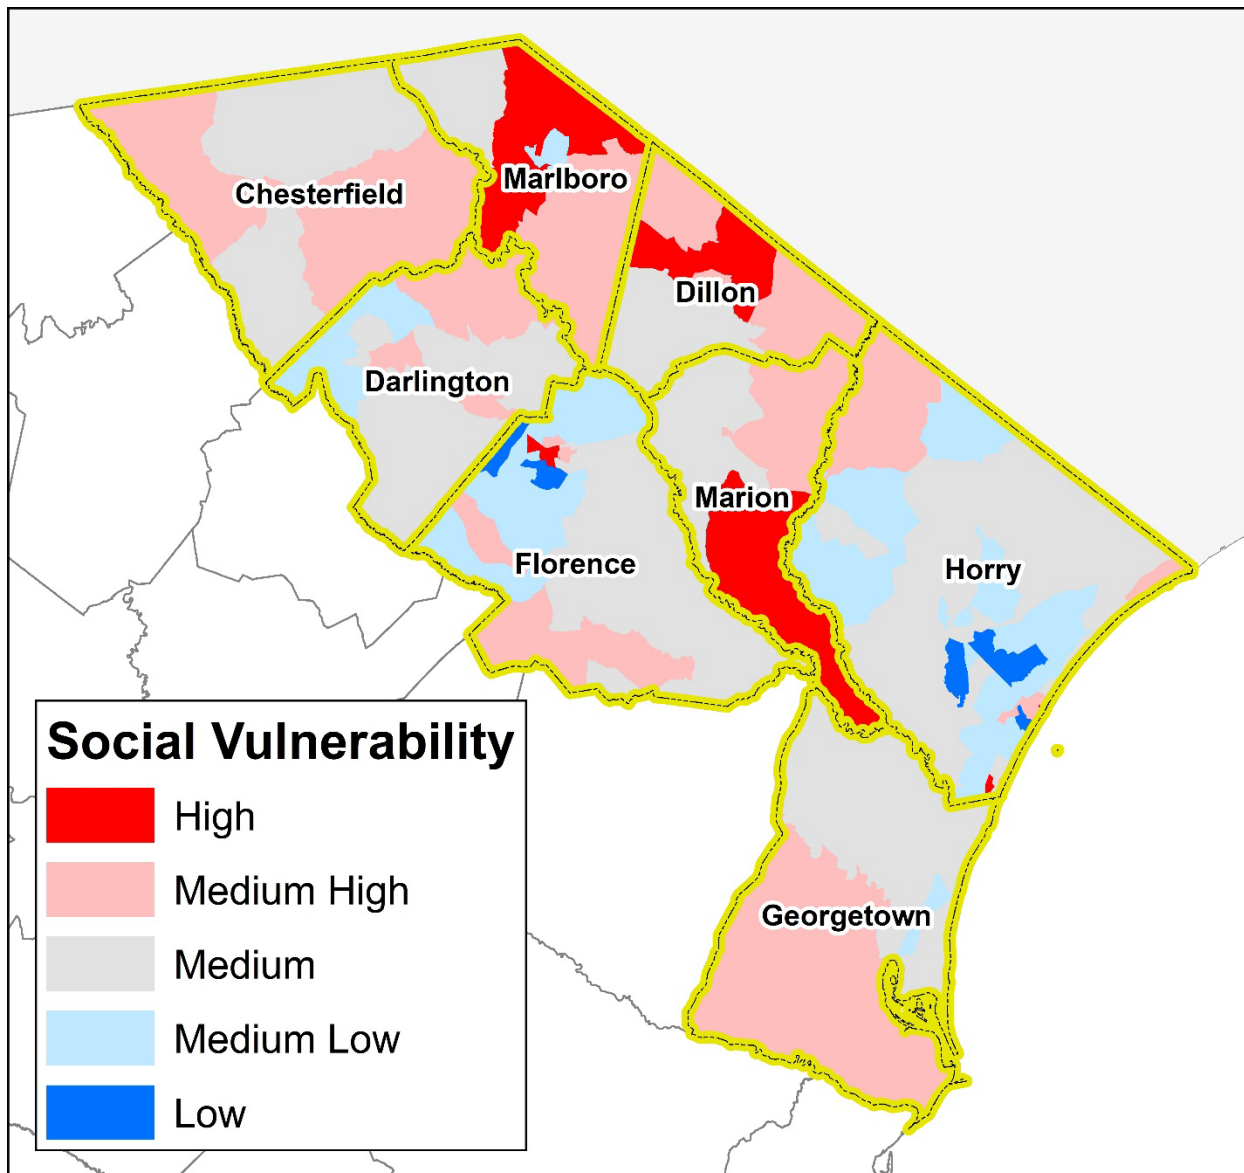 Chesterfield
Marlboro
Dillon
Darlington
Marion
Florence
Horry
Georgetown
Social Vulnerability
High
Medium High
Medium
Medium Low
Low